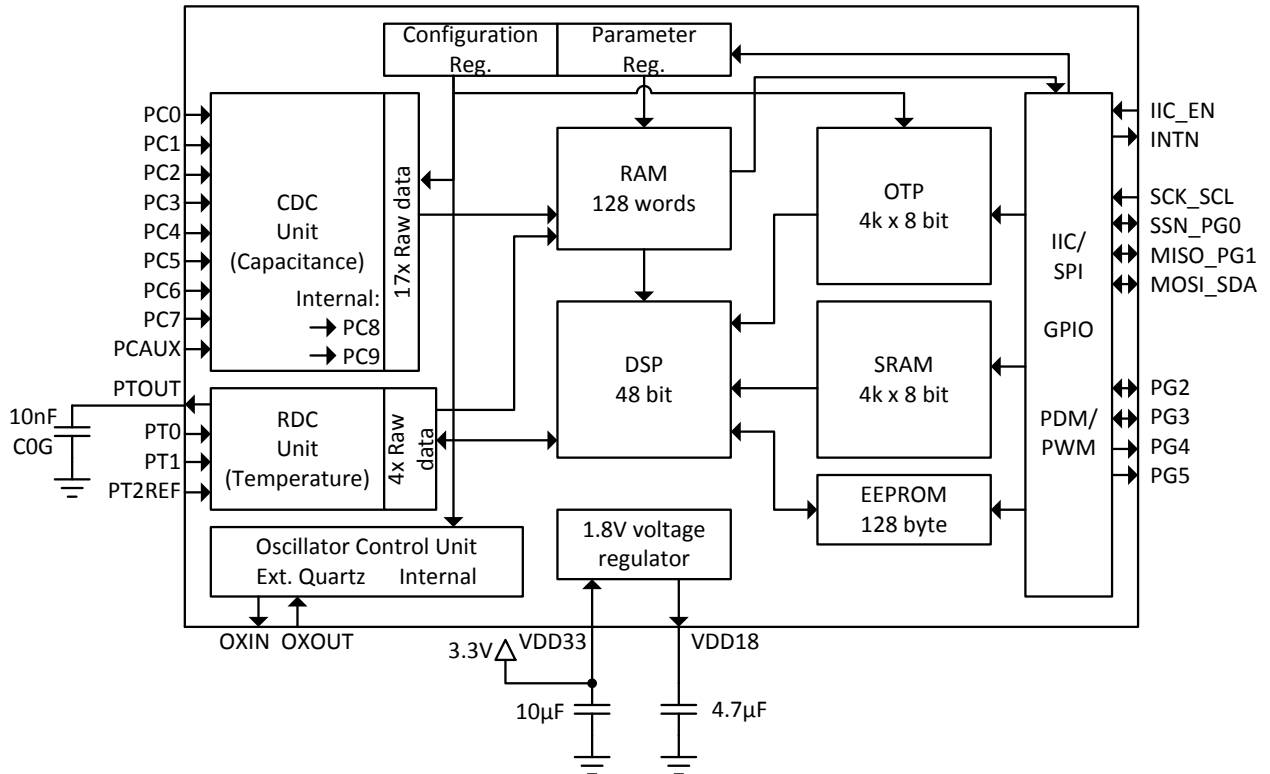 Configuration
Reg.
Parameter
Reg.
PC0
PC1
PC2
PC3
PC4
PC5
PC6
PC7
PCAUX
CDC
Unit
(Capacitance)
Internal:
PC8
PC9
17x Raw data
RAM
128 words
OTP
4k x 8 bit
DSP
48 bit
SRAM
4k x 8 bit
EEPROM
128 byte
IIC/
SPI
GPIO
PDM/
PWM
IIC_EN
INTN
SCK_SCL
SSN_PG0
MISO_PG1
MOSI_SDA
PG2
PG3
PG4
PG5
PTOUT
10nF
C0G
PT0
PT1
PT2REF
RDC
Unit
(Temperature)
4x Raw
data
Oscillator Control Unit
Ext. Quartz Internal
1.8V voltage
regulator
OXIN OXOUT
3.3V
VDD33
VDD18
10µF
4.7µF